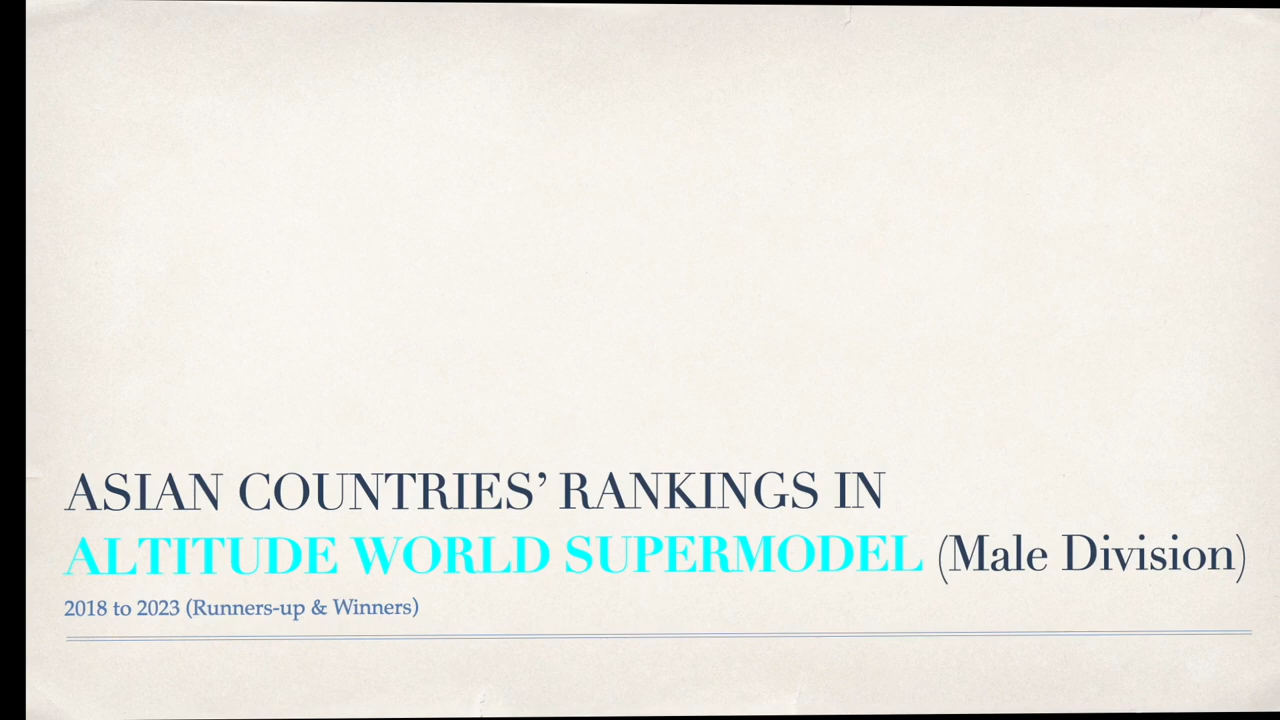 ASIAN COUNTRIES’ RANKINGS IN
ALTITUDE WORLD SUPERMODEL (Male Division)
2018 to 2023 (Runners-up & Winners)